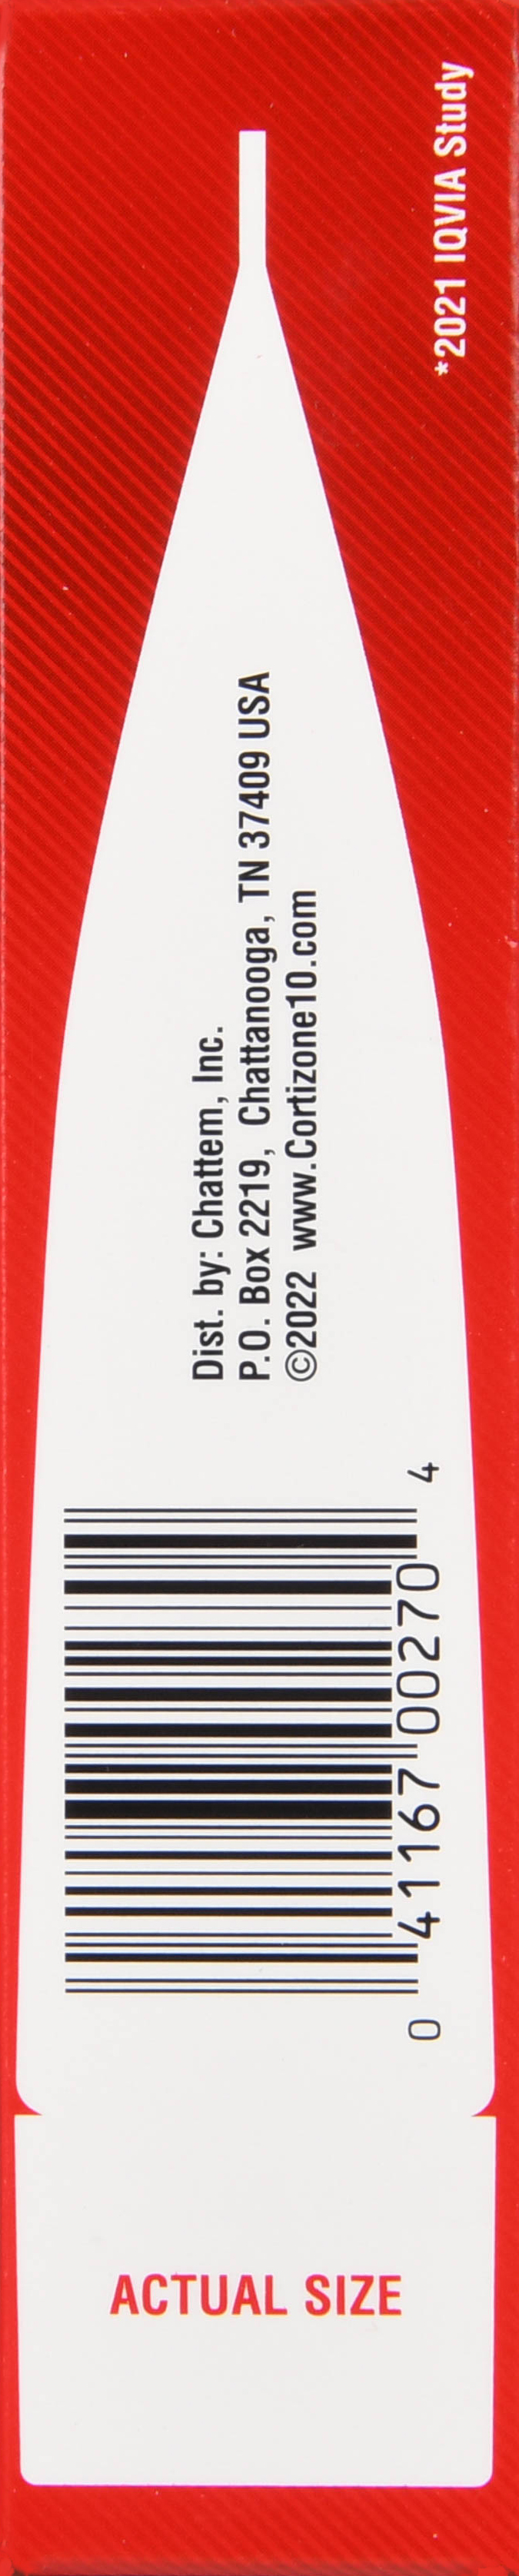 *2021 IQVIA Study
Dist. by: Chattem, Inc.
P.O. Box 2219, Chattanooga, TN 37409 USA
©2022 www.Cortizone10.com
0 41167 00270 4
ACTUAL SIZE